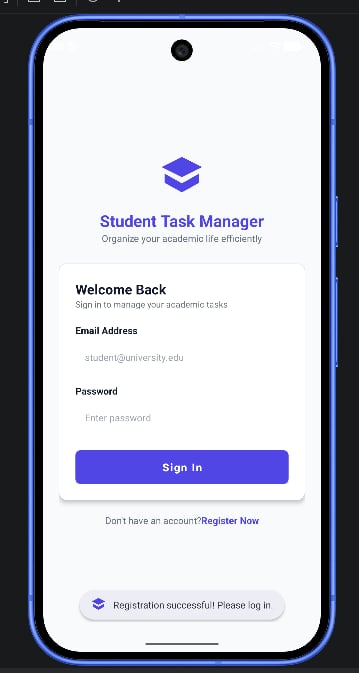 Student Task Manager
Organize your academic life efficiently
Welcome Back
Sign in to manage your academic tasks
Email Address
student@university.edu
Password
Enter password
Sign In
Don't have an account?Register Now
Registration successful! Please log in.